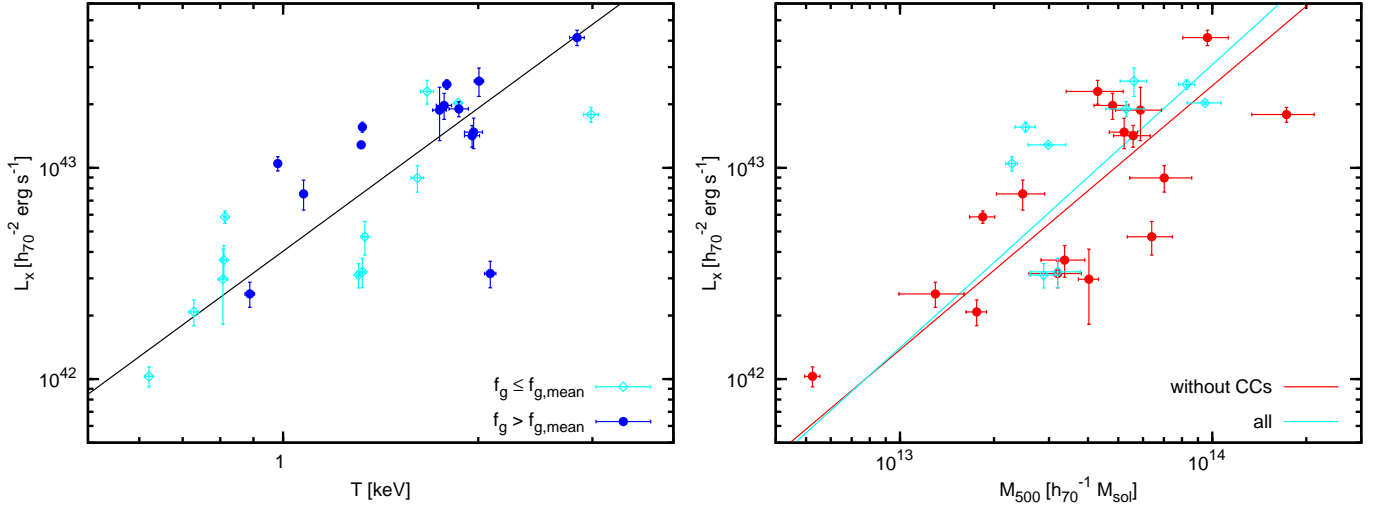 10^43
10^42
L_x [h_70^-2 erg s^-1]
1
T [keV]
f_g ≤ f_g,mean
f_g > f_g,mean
10^43
10^42
L_x [h_70^-2 erg s^-1]
10^13
10^14
M_500 [h_70^-1 M_sol]
without CCs
all